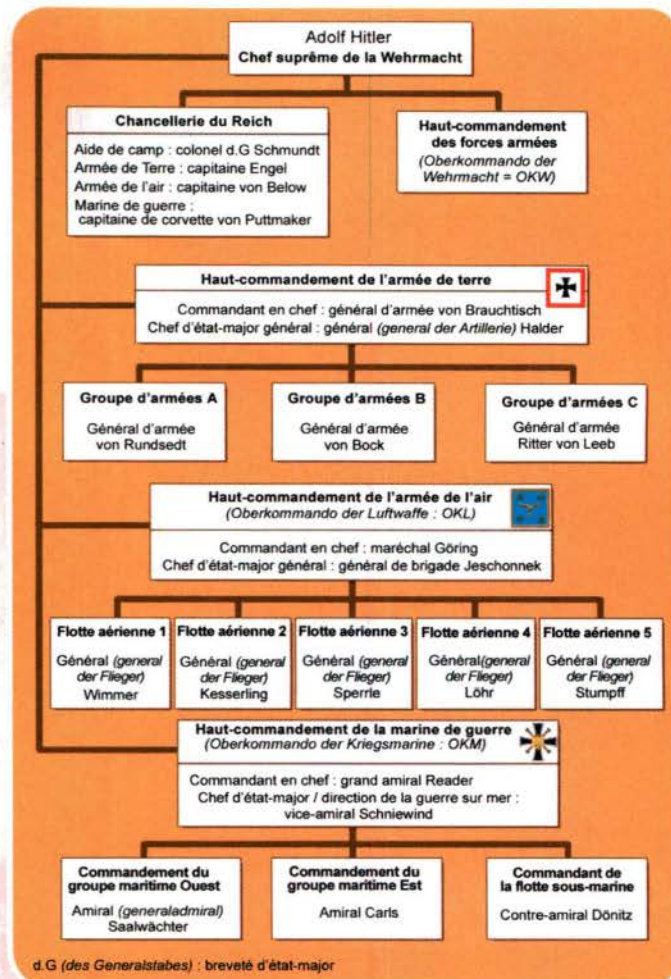 Adolf Hitler
Chef suprême de la Wehrmacht
Chancellerie du Reich
Aide de camp : colonel d.G Schmundt
Armée de Terre : capitaine Engel
Armée de l'air : capitaine von Below
Marine de guerre :
capitaine de corvette von Puttmaker
Haut-commandement
des forces armées
(Oberkommando der
Wehrmacht = OKW)
Haut-commandement de l'armée de terre
Commandant en chef : général d'armée von Brauchtisch
Chef d'état-major général : général (general der Artillerie) Halder
Groupe d'armées A
Général d'armée
von Rundsedt
Groupe d'armées B
Général d'armée
von Bock
Groupe d'armées C
Général d'armée
Ritter von Leeb
Haut-commandement de l'armée de l'air
(Oberkommando der Luftwaffe : OKL)
Commandant en chef : maréchal Göring
Chef d'état-major général : général de brigade Jeschonnek
Flotte aérienne 1
Général (general
der Flieger)
Wimmer
Flotte aérienne 2
Général (general
der Flieger)
Kesserling
Flotte aérienne 3
Général (general
der Flieger)
Sperrle
Flotte aérienne 4
Général(general
der Flieger)
Löhr
Flotte aérienne 5
Général (general
der Flieger)
Stumpff
Haut-commandement de la marine de guerre
(Oberkommando der Kriegsmarine : OKM)
Commandant en chef : grand amiral Reader
Chef d'état-major / direction de la guerre sur mer :
vice-amiral Schniewind
Commandement du
groupe maritime Ouest
Amiral (generaladmiral)
Saalwächter
Commandement du
groupe maritime Est
Amiral Carls
Commandant de
la flotte sous-marine
Contre-amiral Dönitz
d.G (des Generalstabes) : breveté d'état-major